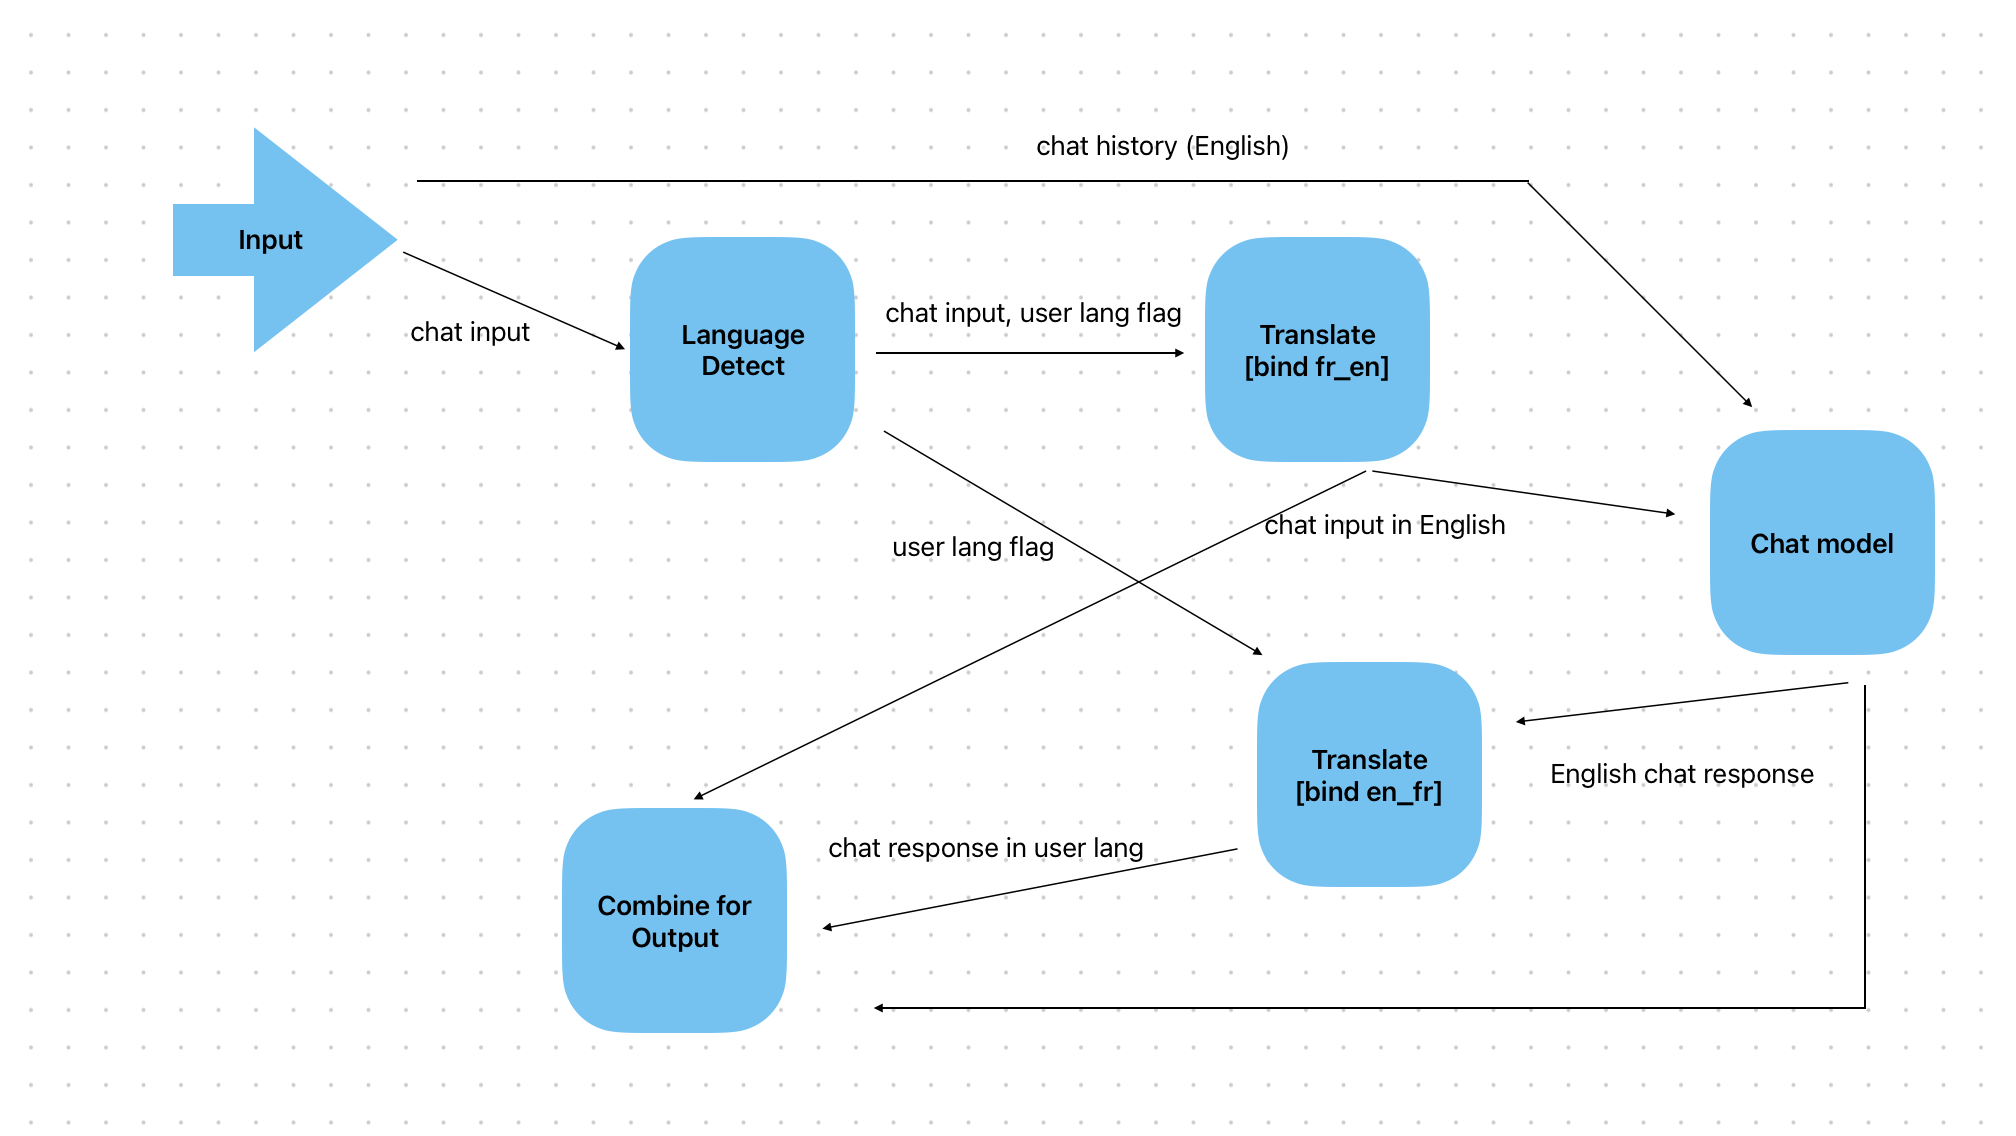 chat history (English)
Input
chat input
Language
Detect
chat input, user lang flag
Translate
[bind fr_en]
chat input in English
user lang flag
Chat model
Translate
[bind en_fr]
English chat response
chat response in user lang
Combine for
Output